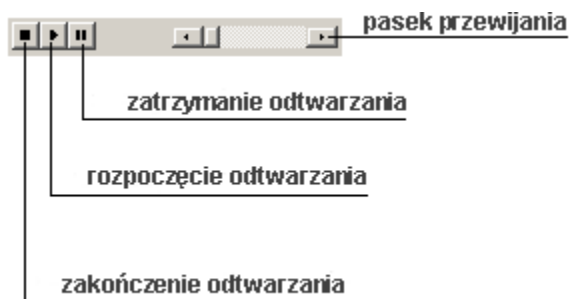 pasek przewijania
zatrzymanie odtwarzania
rozpoczęcie odtwarzania
zakończenie odtwarzania